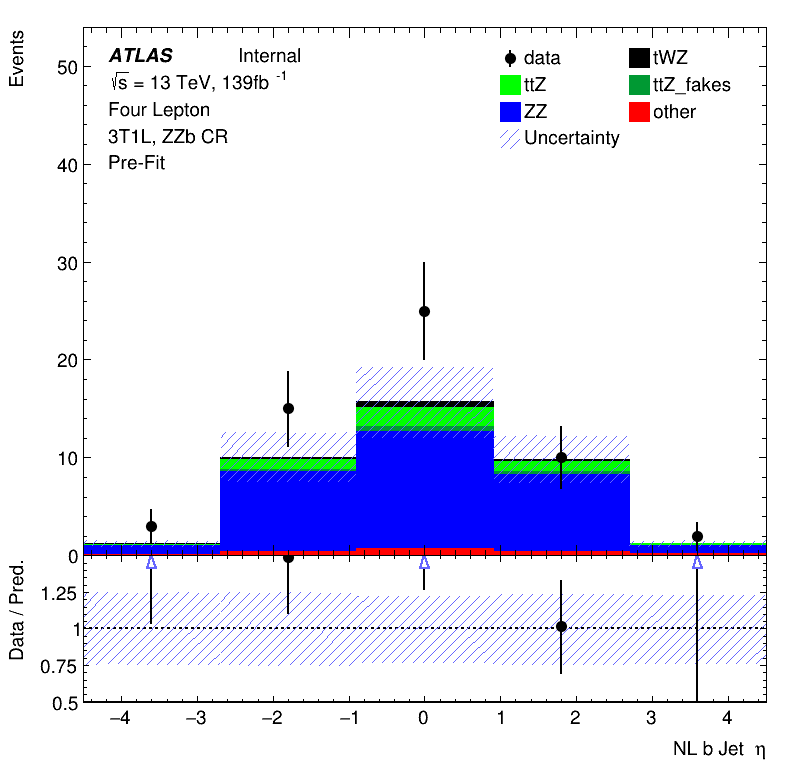 Events
50
40
30
20
10
0
ATLAS Internal
√s = 13 TeV, 139fb -1
Four Lepton
3T1L, ZZb CR
Pre-Fit
data
tWZ
ttZ
ttZ_fakes
ZZ
other
Uncertainty
Data / Pred.
1.25
1
0.75
0.5
−4 −3 −2 −1 0 1 2 3 4
NL b Jet η